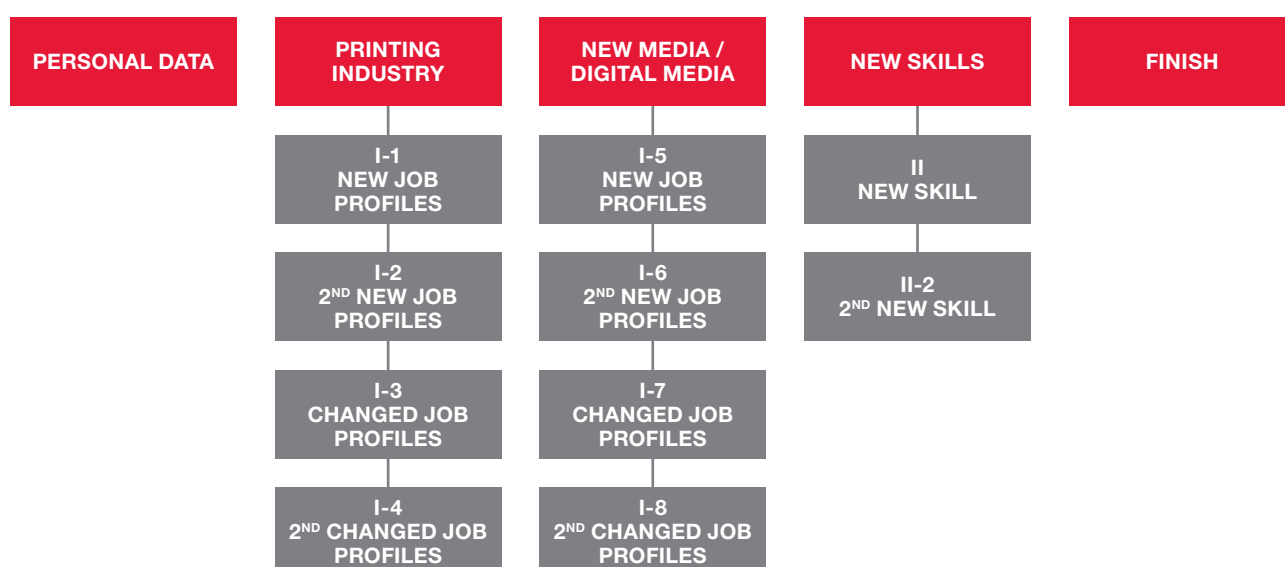 PERSONAL DATA
PRINTING
INDUSTRY
NEW MEDIA /
DIGITAL MEDIA
NEW SKILLS
FINISH
I-1
NEW JOB
PROFILES
I-2
2ND NEW JOB
PROFILES
I-3
CHANGED JOB
PROFILES
I-4
2ND CHANGED JOB
PROFILES
I-5
NEW JOB
PROFILES
I-6
2ND NEW JOB
PROFILES
I-7
CHANGED JOB
PROFILES
I-8
2ND CHANGED JOB
PROFILES
II
NEW SKILL
II-2
2ND NEW SKILL